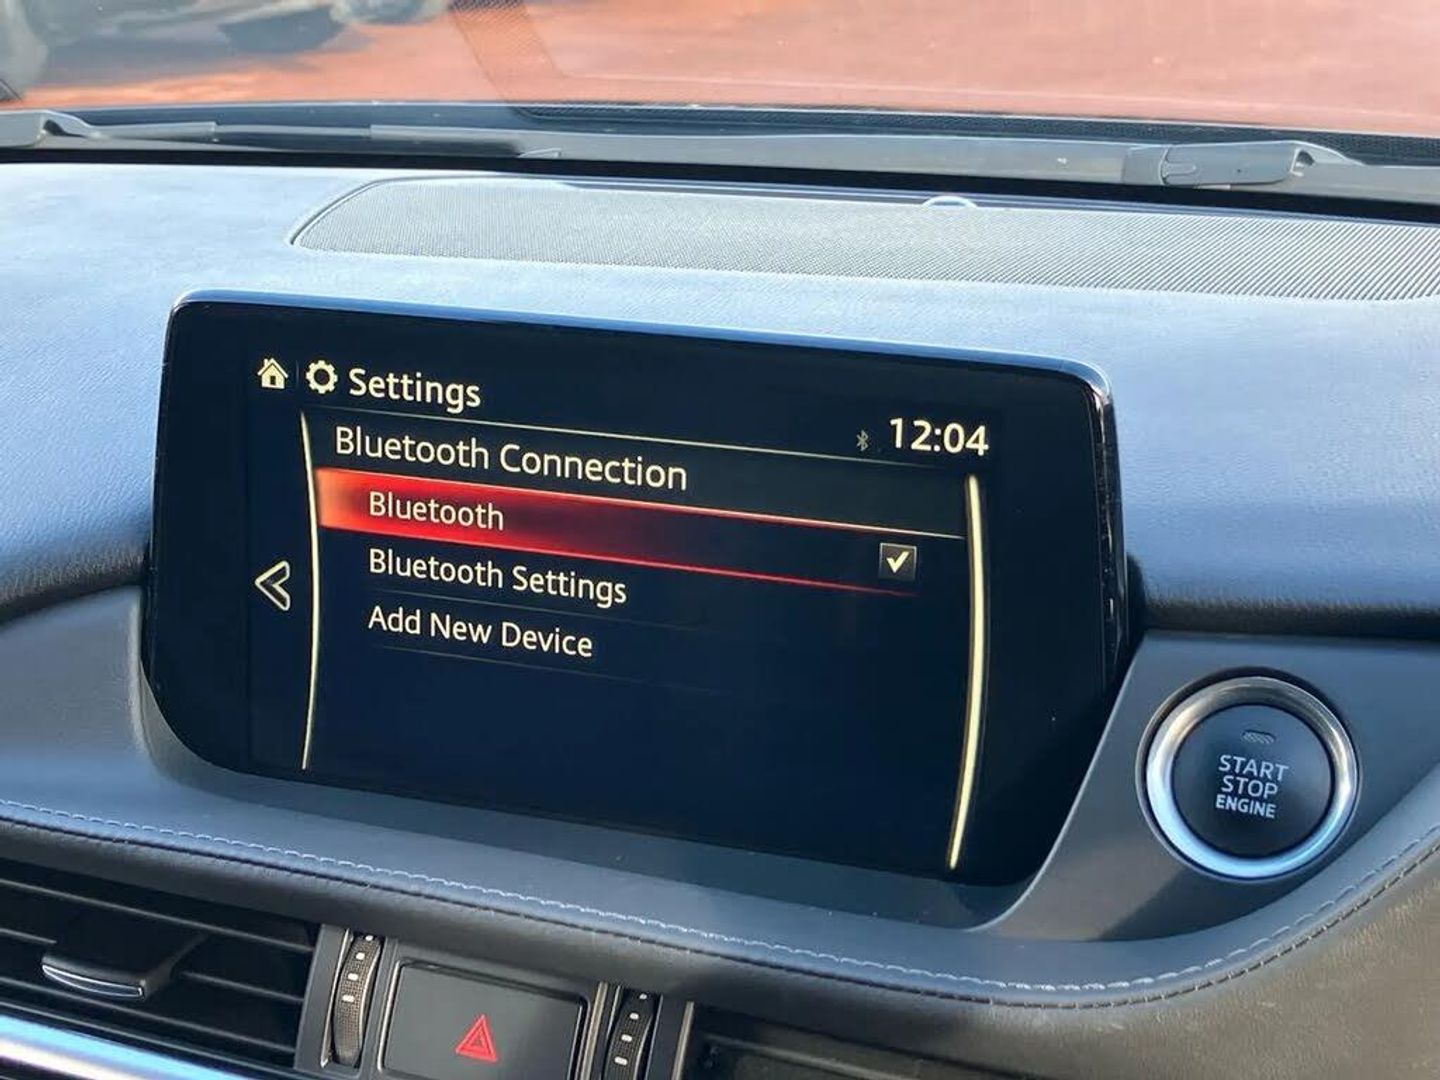 Settings
12:04
Bluetooth Connection
Bluetooth
Bluetooth Settings
Add New Device
START
STOP
ENGINE